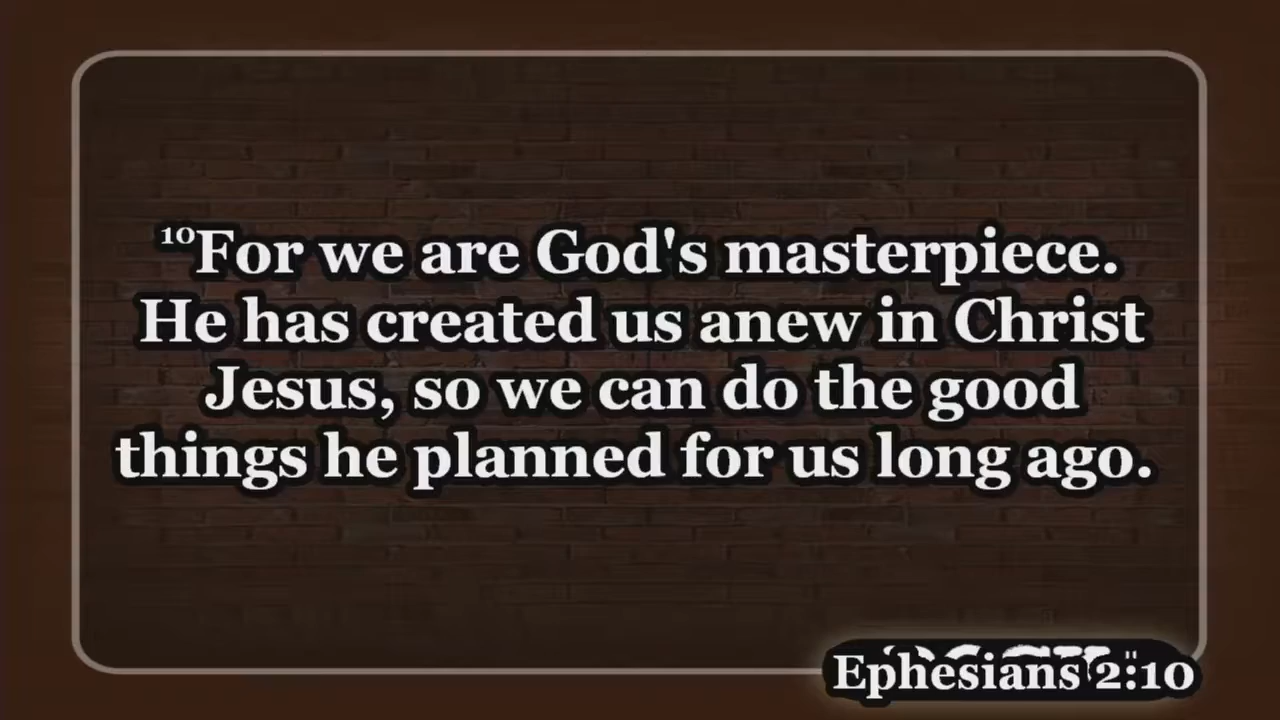 ¹⁰For we are God's masterpiece.
He has created us anew in Christ
Jesus, so we can do the good
things he planned for us long ago.
Ephesians 2:10